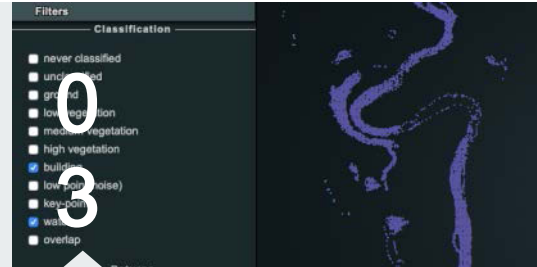 Filters
Classification
never classified
unclassified
ground
low vegetation
medium vegetation
high vegetation
building
low point (noise)
key-point
water
overlap
0
3